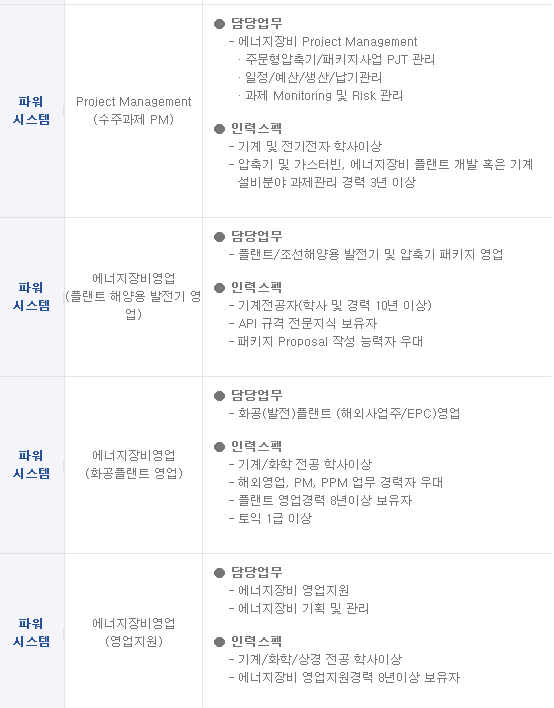 파워
시스템
Project Management
(수주과제 PM)
● 담당업무
- 에너지장비 Project Management
· 주문형압축기/패키지사업 PJT 관리
· 일정/예산/생산/납기관리
· 과제 Monitoring 및 Risk 관리
● 인력스펙
- 기계 및 전기전자 학사이상
- 압축기 및 가스터빈, 에너지장비 플랜트 개발 혹은 기계
설비분야 과제관리 경력 3년 이상
파워
시스템
에너지장비영업
(플랜트 해양용 발전기 영
업)
● 담당업무
- 플랜트/조선해양용 발전기 및 압축기 패키지 영업
● 인력스펙
- 기계전공자(학사 및 경력 10년 이상)
- API 규격 전문지식 보유자
- 패키지 Proposal 작성 능력자 우대
파워
시스템
에너지장비영업
(화공플랜트 영업)
● 담당업무
- 화공(발전)플랜트 (해외사업주/EPC)영업
● 인력스펙
- 기계/화학 전공 학사이상
- 해외영업, PM, PPM 업무 경력자 우대
- 플랜트 영업경력 8년이상 보유자
- 토익 1급 이상
파워
시스템
에너지장비영업
(영업지원)
● 담당업무
- 에너지장비 영업지원
- 에너지장비 기획 및 관리
● 인력스펙
- 기계/화학/상경 전공 학사이상
- 에너지장비 영업지원경력 8년이상 보유자